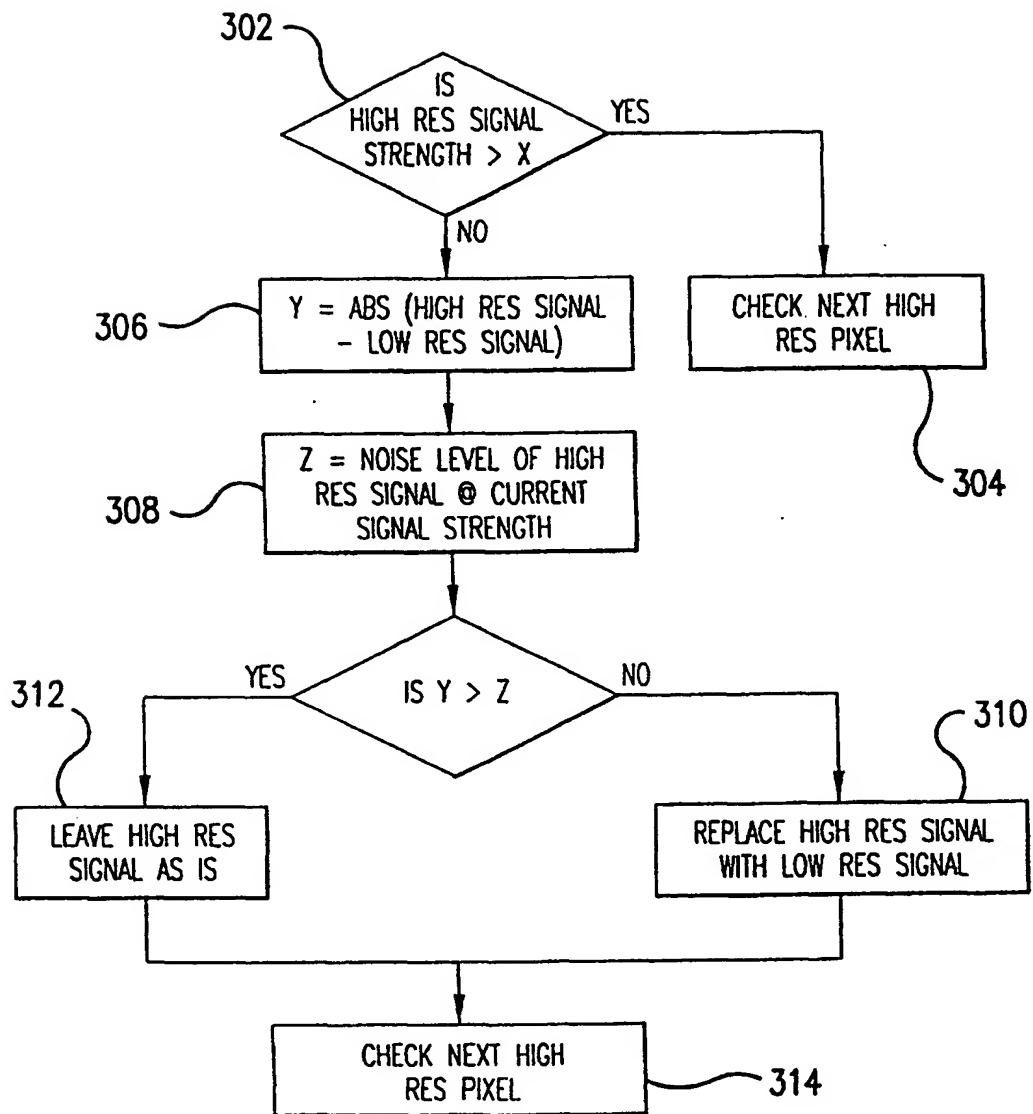 302
IS
HIGH RES SIGNAL
STRENGTH > X
YES
NO
306
Y = ABS (HIGH RES SIGNAL
- LOW RES SIGNAL)
CHECK NEXT HIGH
RES PIXEL
304
308
Z = NOISE LEVEL OF HIGH
RES SIGNAL @ CURRENT
SIGNAL STRENGTH
YES
IS Y > Z
NO
312
310
LEAVE HIGH RES
SIGNAL AS IS
REPLACE HIGH RES SIGNAL
WITH LOW RES SIGNAL
CHECK NEXT HIGH
RES PIXEL
314